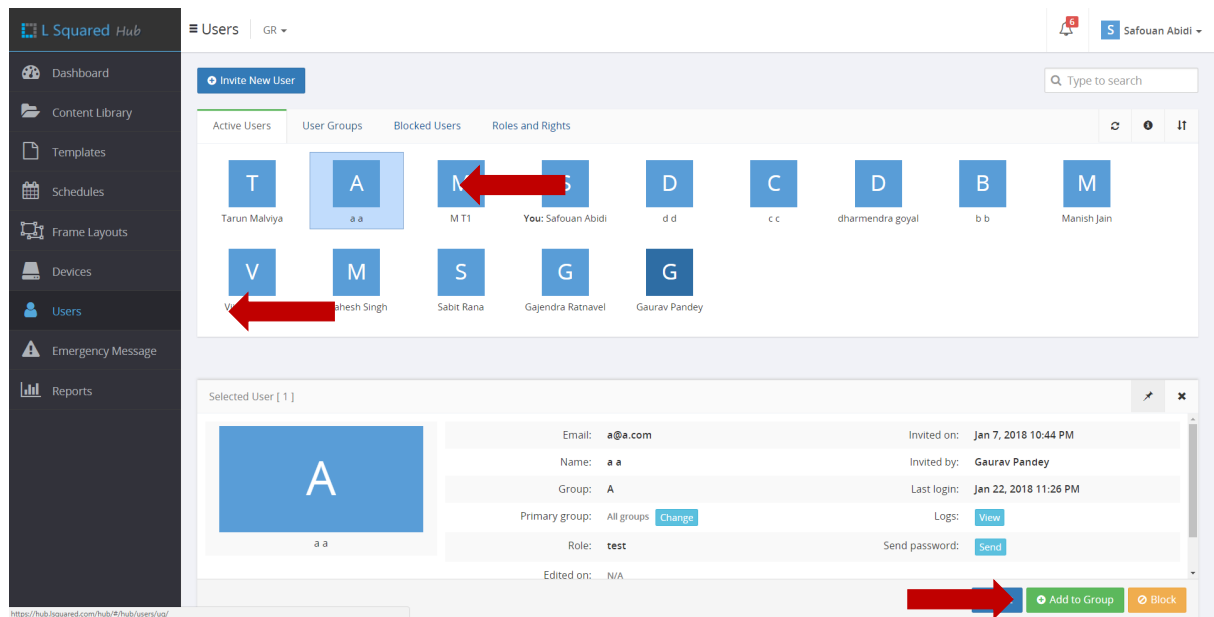 L Squared Hub
Users GR
6
S Safouan Abidi
Dashboard
Content Library
Templates
Schedules
Frame Layouts
Devices
Users
Emergency Message
Reports
Invite New User
Type to search
Active Users User Groups Blocked Users Roles and Rights
T A D C D B M
Tarun Malviya a a M T1 You: Safouan Abidi d d c c dharmendra goyal b b Manish Jain
V M S G G
Singh Sabit Rana Gajendra Ratnavel Gaurav Pandey
Selected User [ 1 ]
A
a a
Email: a@a.com Invited on: Jan 7, 2018 10:44 PM
Name: a a Invited by: Gaurav Pandey
Group: A Last login: Jan 22, 2018 11:26 PM
Primary group: All groups Change Logs: View
Role: test Send password: Send
Edited on: N/A
Add to Group Block
https://hub.lsquared.com/hub/#/hub/users/ug/